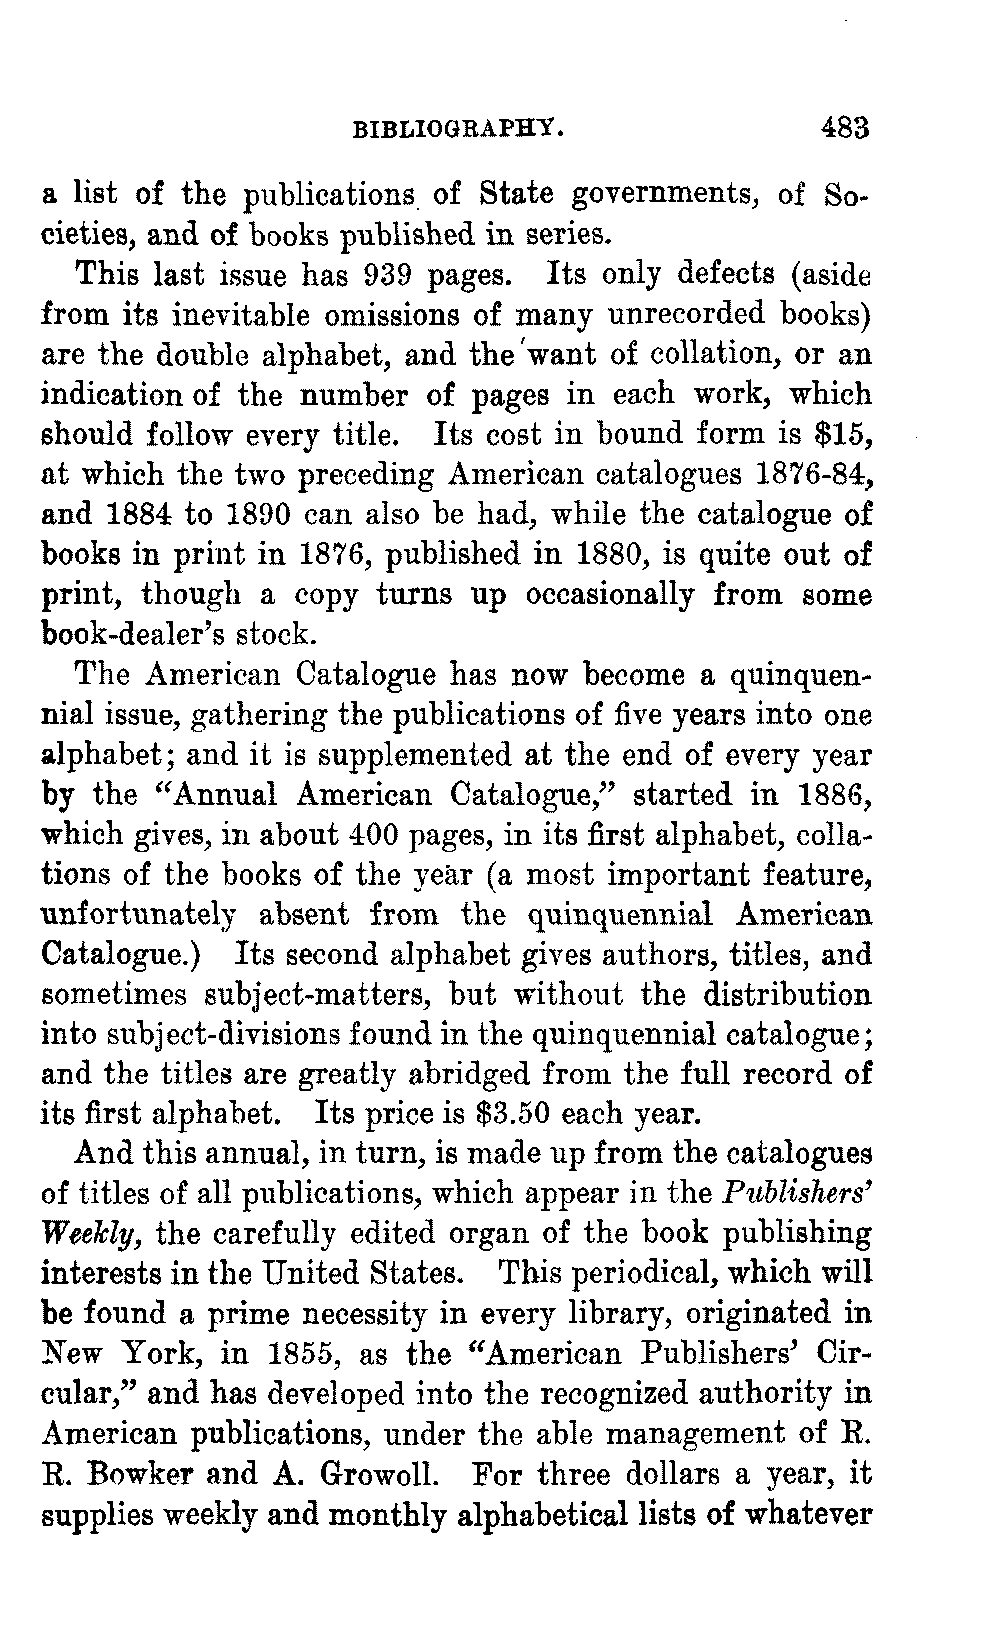 BIBLIOGRAPHY. 483
a list of the publications of State governments, of So-
cieties, and of books published in series.
This last issue has 939 pages. Its only defects (aside
from its inevitable omissions of many unrecorded books)
are the double alphabet, and the want of collation, or an
indication of the number of pages in each work, which
should follow every title. Its cost in bound form is $15,
at which the two preceding American catalogues 1876-84,
and 1884 to 1890 can also be had, while the catalogue of
books in print in 1876, published in 1880, is quite out of
print, though a copy turns up occasionally from some
book-dealer's stock.
The American Catalogue has now become a quinquen-
nial issue, gathering the publications of five years into one
alphabet; and it is supplemented at the end of every year
by the “Annual American Catalogue,” started in 1886,
which gives, in about 400 pages, in its first alphabet, colla-
tions of the books of the year (a most important feature,
unfortunately absent from the quinquennial American
Catalogue.) Its second alphabet gives authors, titles, and
sometimes subject-matters, but without the distribution
into subject-divisions found in the quinquennial catalogue;
and the titles are greatly abridged from the full record of
its first alphabet. Its price is $3.50 each year.
And this annual, in turn, is made up from the catalogues
of titles of all publications, which appear in the Publishers'
Weekly, the carefully edited organ of the book publishing
interests in the United States. This periodical, which will
be found a prime necessity in every library, originated in
New York, in 1855, as the “American Publishers' Cir-
cular,” and has developed into the recognized authority in
American publications, under the able management of R.
R. Bowker and A. Growoll. For three dollars a year, it
supplies weekly and monthly alphabetical lists of whatever